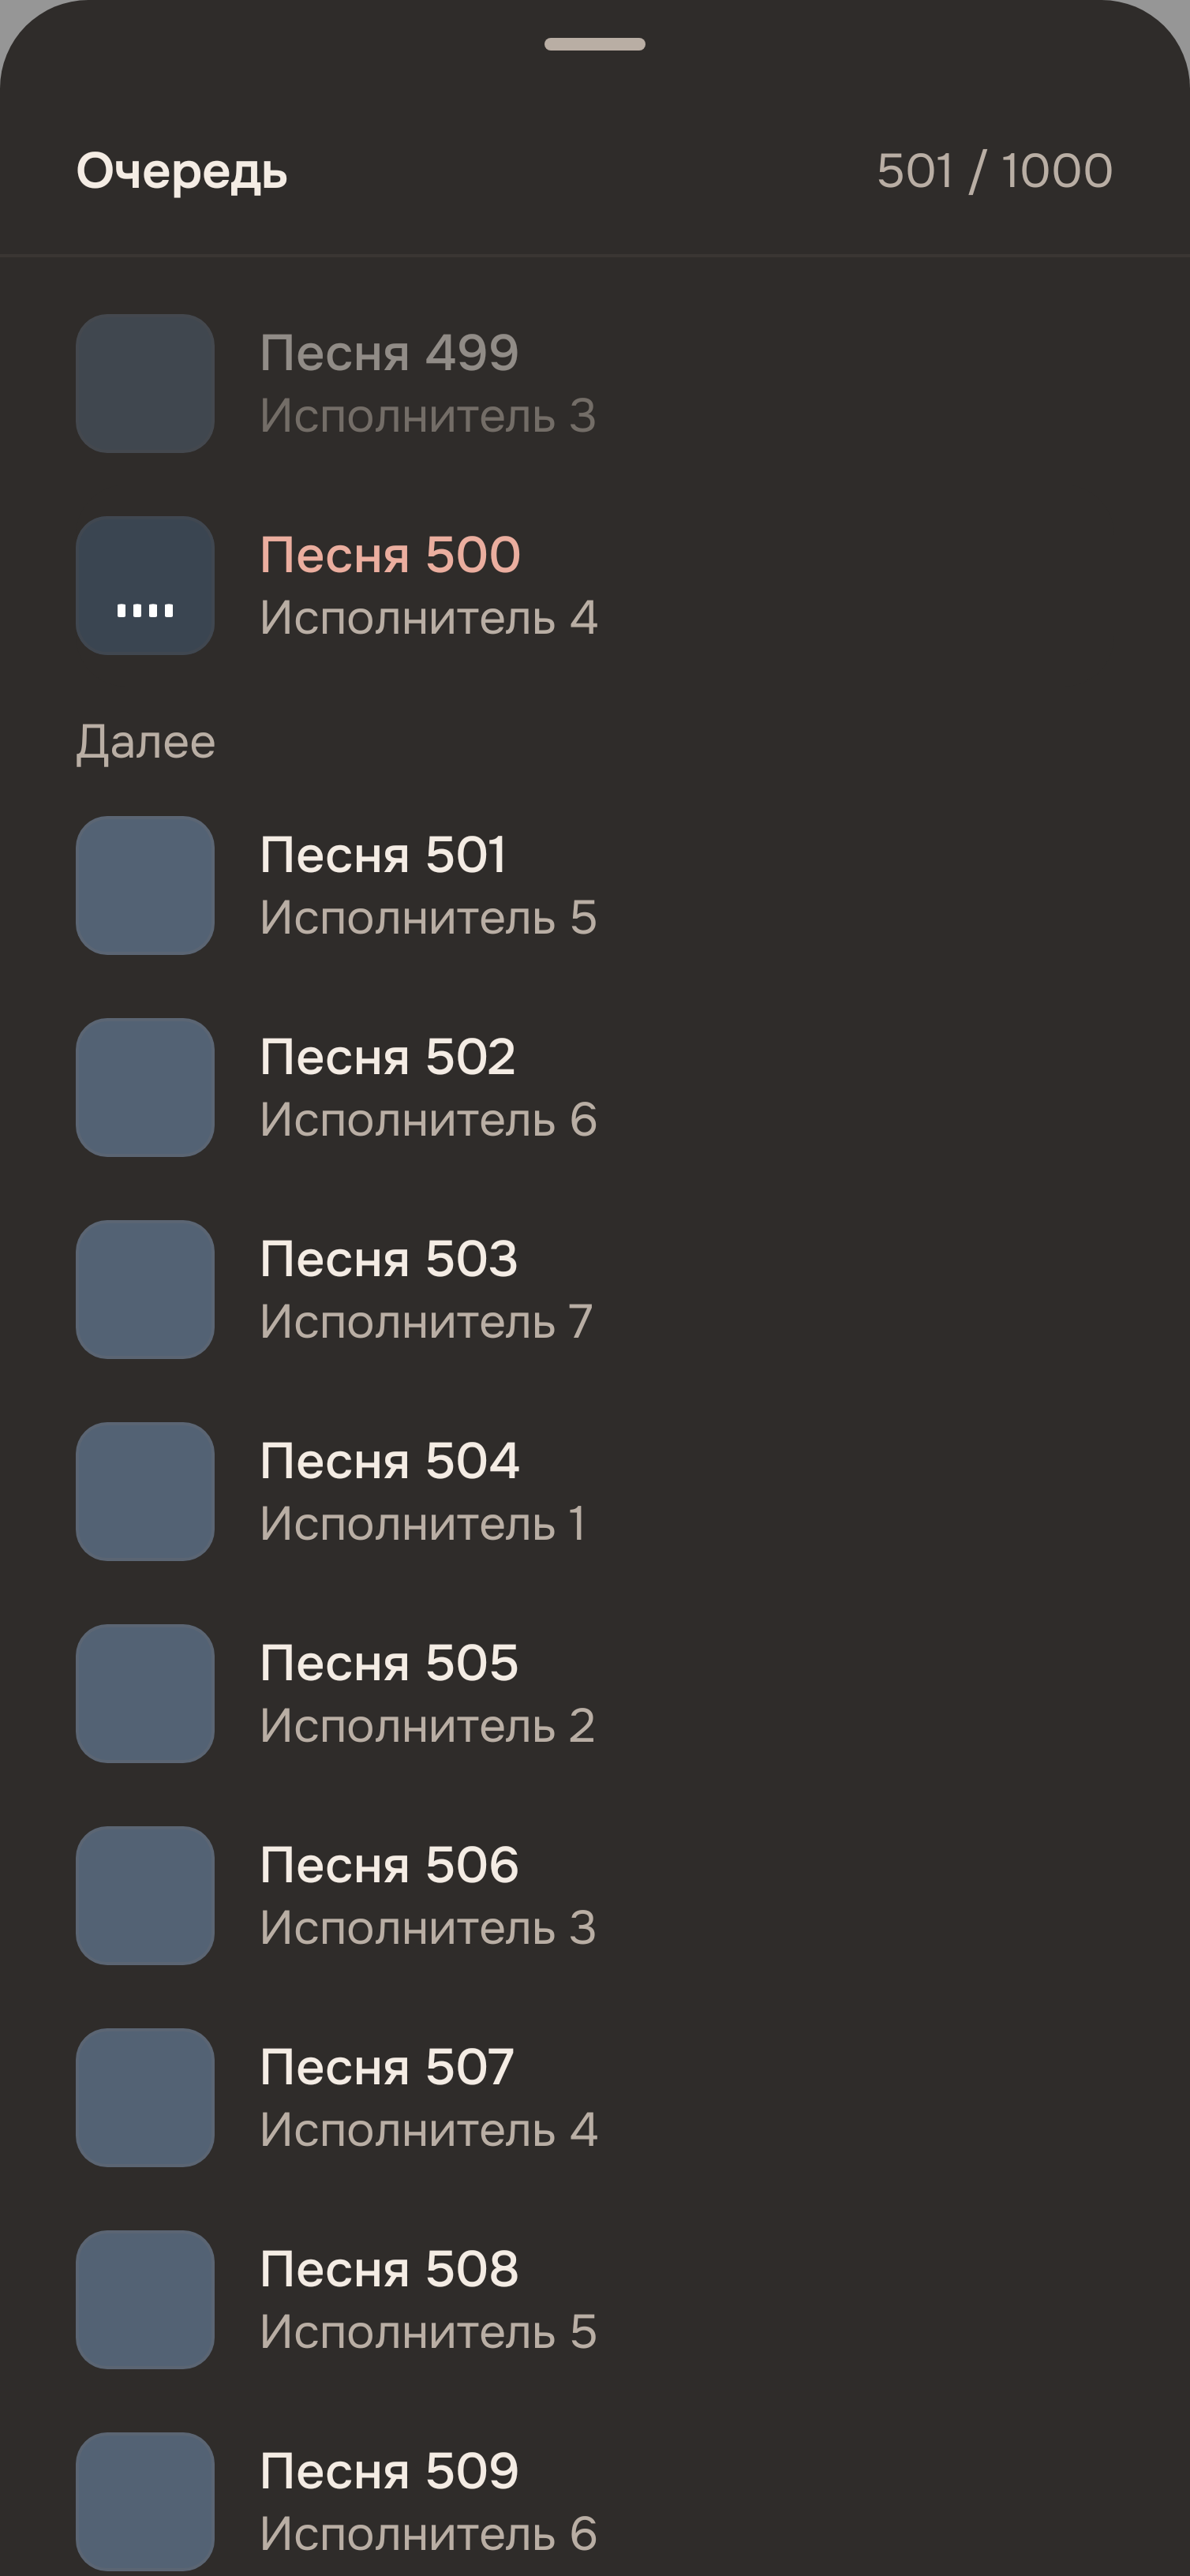 Очередь
501 / 1000
Песня 499
Исполнитель 3
Песня 500
Исполнитель 4
Далее
Песня 501
Исполнитель 5
Песня 502
Исполнитель 6
Песня 503
Исполнитель 7
Песня 504
Исполнитель 1
Песня 505
Исполнитель 2
Песня 506
Исполнитель 3
Песня 507
Исполнитель 4
Песня 508
Исполнитель 5
Песня 509
Исполнитель 6